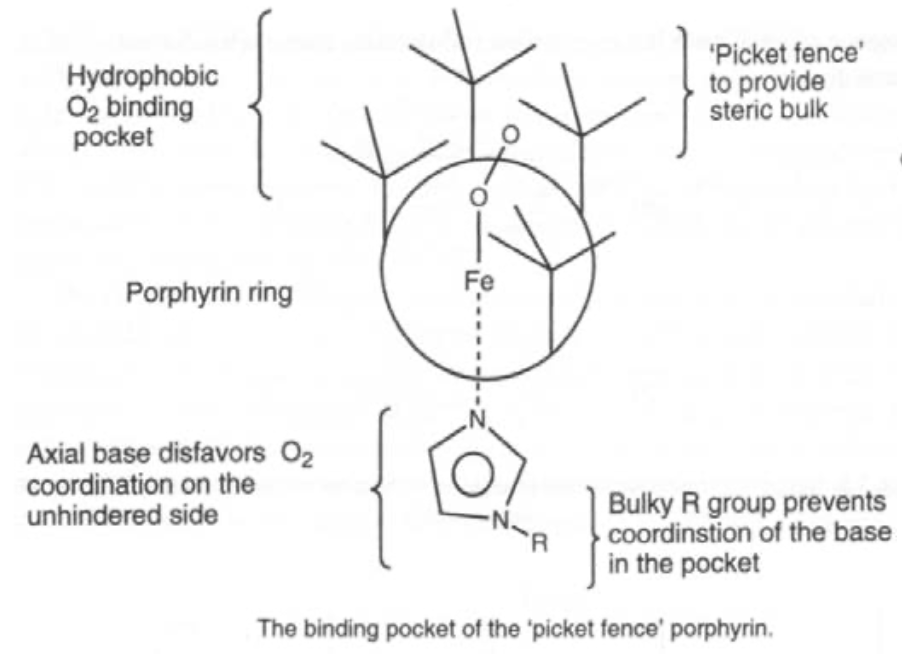 Hydrophobic
O2 binding
pocket
'Picket fence'
to provide
steric bulk
O
O
Fe
Porphyrin ring
N
N
R
Axial base disfavors O2
coordination on the
unhindered side
Bulky R group prevents
coordinstion of the base
in the pocket
The binding pocket of the 'picket fence' porphyrin.